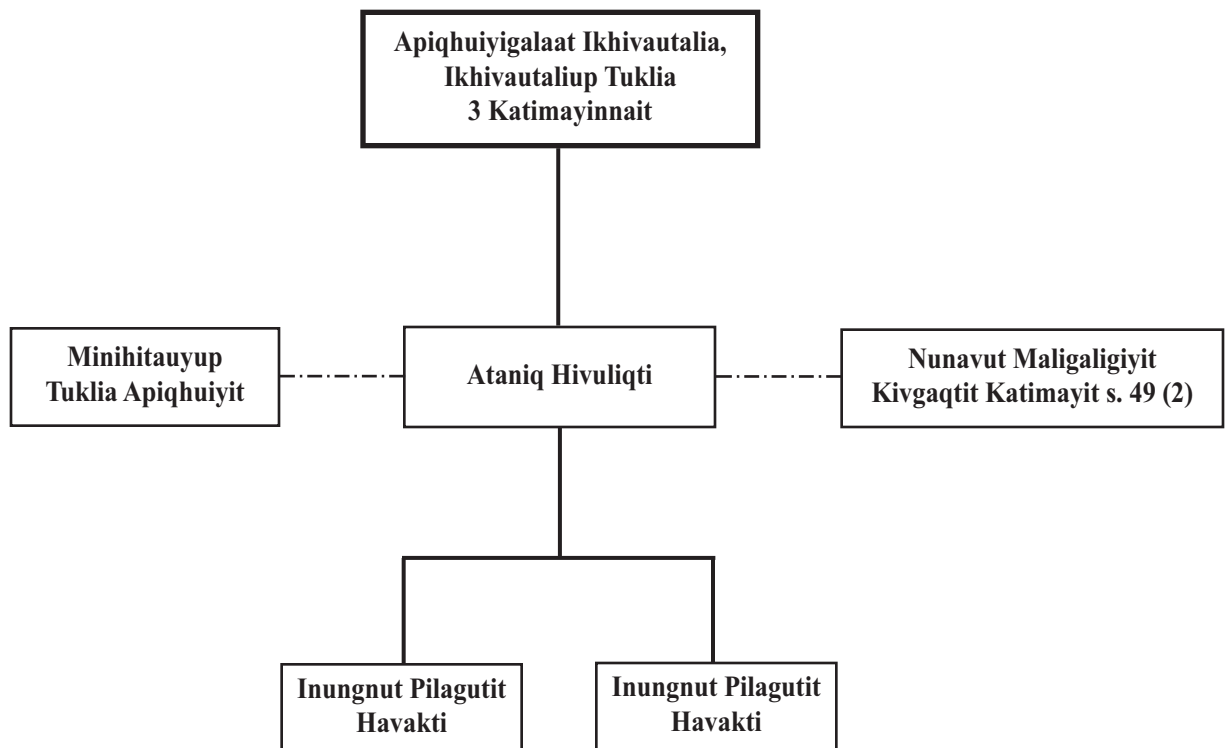 Apiqhuiyigalaat Ikhivautalia,
Ikhivautaliup Tuklia
3 Katimayinnait
Minihitauyup
Tuklia Apiqhuiyit
Ataniq Hivuliqti
Nunavut Maligaligiyit
Kivgaqtit Katimayit s. 49 (2)
Inungnut Pilagutit
Havakti
Inungnut Pilagutit
Havakti